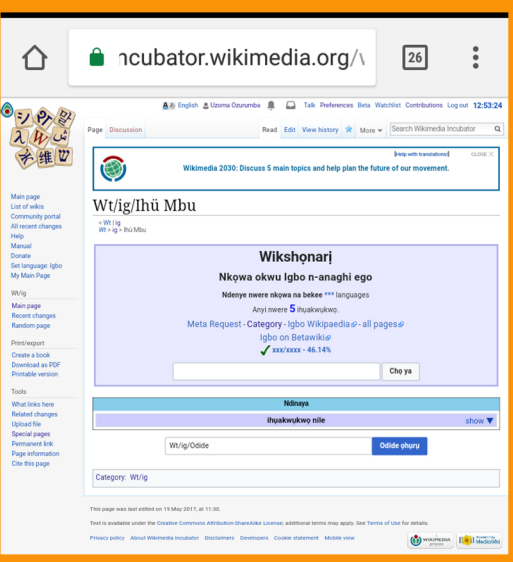 ncubator.wikimedia.org/w
26
English Uzoma Ozurumba Talk Preferences Beta Watchlist Contributions Log out 12:53:24
Page Discussion Read Edit View history More Search Wikimedia Incubator
[Help with translations!] CLOSE
Wikimedia 2030: Discuss 5 main topics and help plan the future of our movement.
Main page
List of wikis
Community portal
All recent changes
Help
Manual
Donate
Set language: Igbo
My Main Page
Wt/ig
Main page
Recent changes
Random page
Print/export
Create a book
Download as PDF
Printable version
Tools
What links here
Related changes
Upload file
Special pages
Permanent link
Page information
Cite this page
Wt/ig/Ihü Mbu
< Wt | ig
Wt > ig > Ihü Mbu
Wikshọnarị
Nkọwa okwu Igbo n-anaghi ego
Ndenye nwere nkọwa na bekee *** languages
Anyi nwere 5 ihụakwụkwọ.
Meta Request - Category - Igbo Wikipaedia - all pages
Igbo on Betawiki
xxx/xxxx - 46.14%
Chọ ya
Ndinaya
ihụakwụkwọ nile show ▼
Wt/ig/Odide Odide ọhụrụ
Category: Wt/ig
This page was last edited on 19 May 2017, at 11:30.
Text is available under the Creative Commons Attribution-ShareAlike License; additional terms may apply. See Terms of Use for details.
Privacy policy About Wikimedia Incubator Disclaimers Developers Cookie statement Mobile view
WIKIMEDIA project
Powered By MediaWiki